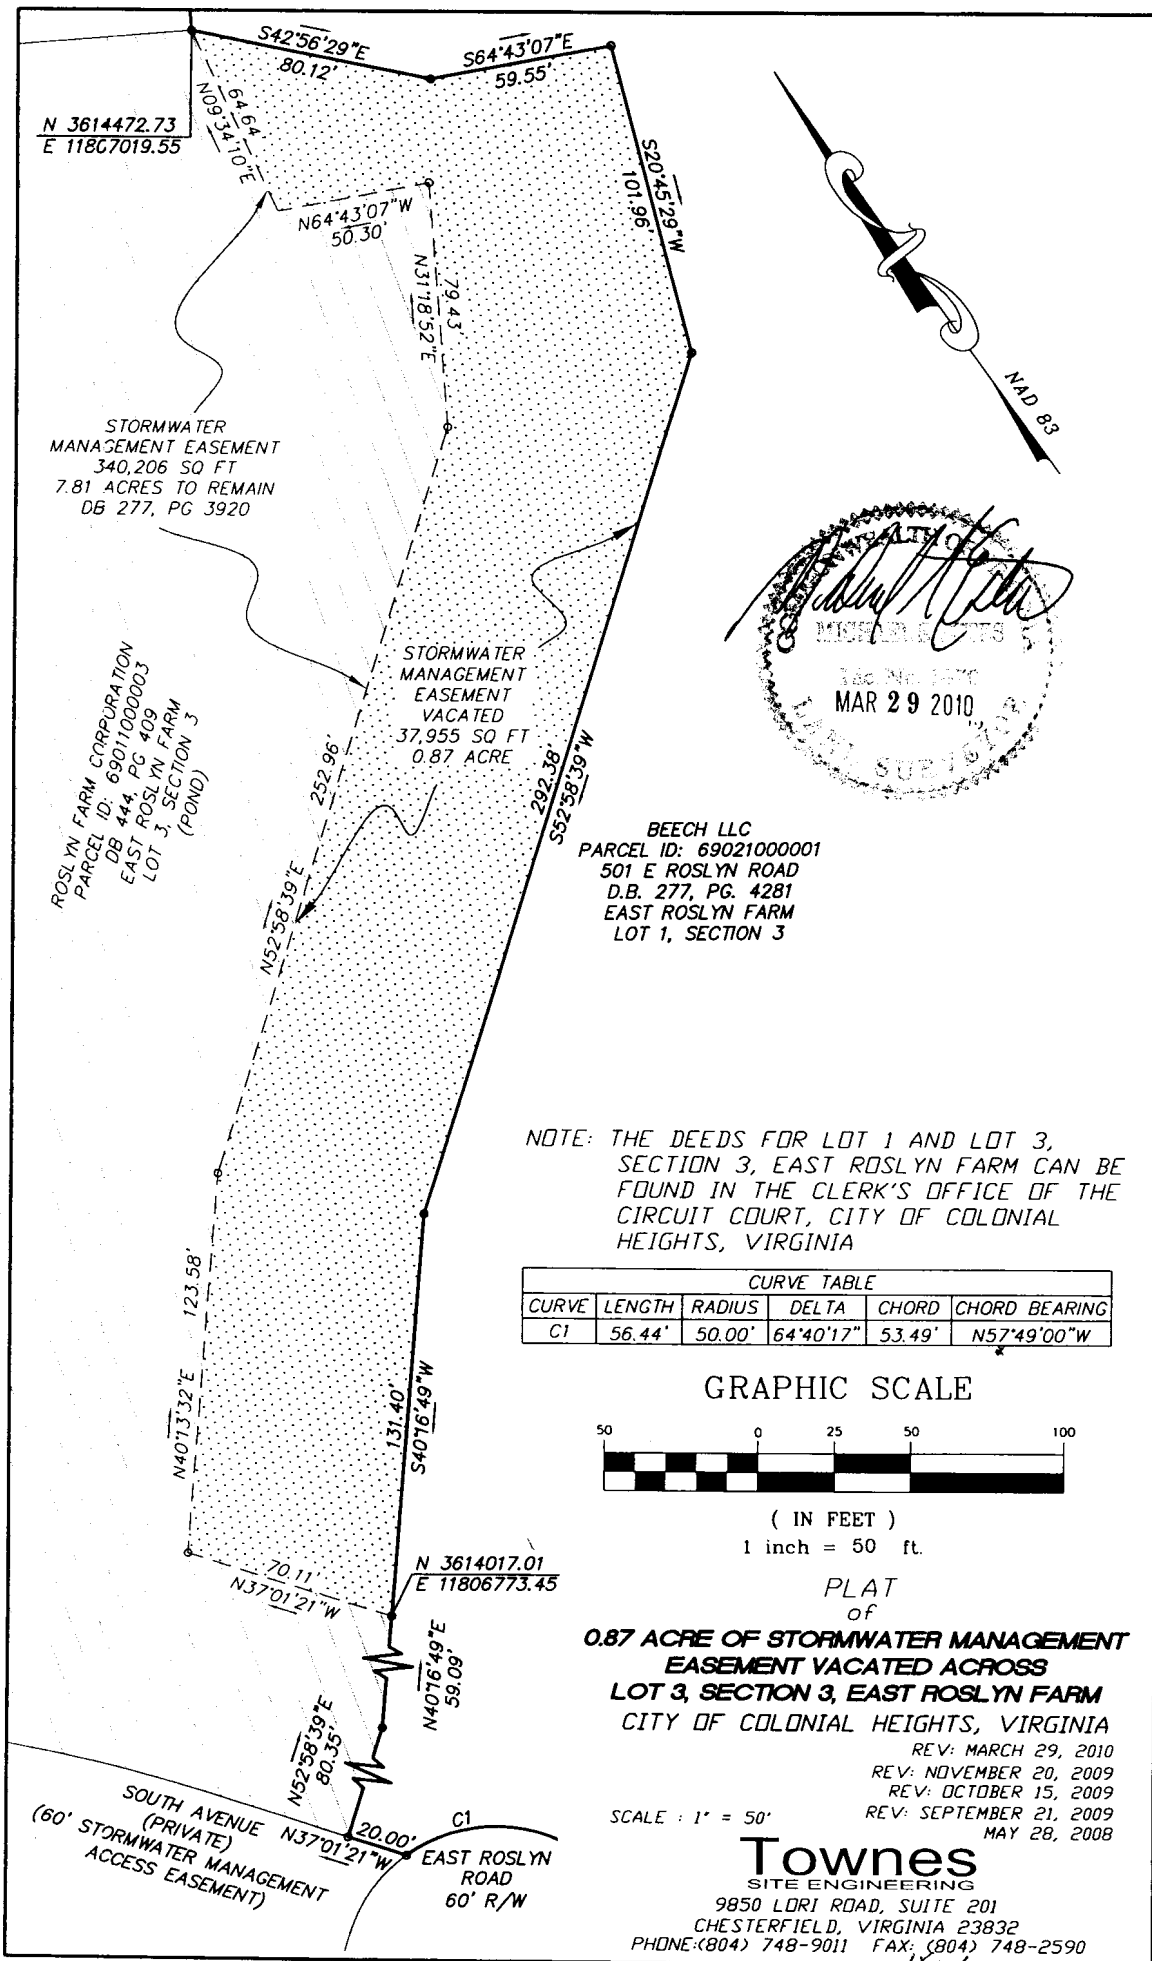 S42°56'29"E
80.12'
S64°43'07"E
59.55'
N 3614472.73
E 11807019.55
64.64'
N09°34'10"E
N64°43'07"W
50.30'
S20°45'29"W
101.96'
79.43'
N31°18'52"E
NAD 83
STORMWATER
MANAGEMENT EASEMENT
340,206 SQ FT
7.81 ACRES TO REMAIN
DB 277, PG 3920
STORMWATER
MANAGEMENT
EASEMENT
VACATED
37,955 SQ FT
0.87 ACRE
ROSLYN FARM CORPORATION
PARCEL ID: 69011000003
DB 444, PG 409
EAST ROSLYN FARM
LOT 3, SECTION 3
(POND)
252.96'
N52°58'39"E
292.38'
S52°58'39"W
MAR 29 2010
BEECH LLC
PARCEL ID: 69021000001
501 E ROSLYN ROAD
D.B. 277, PG. 4281
EAST ROSLYN FARM
LOT 1, SECTION 3
NOTE: THE DEEDS FOR LOT 1 AND LOT 3,
SECTION 3, EAST ROSLYN FARM CAN BE
FOUND IN THE CLERK'S OFFICE OF THE
CIRCUIT COURT, CITY OF COLONIAL
HEIGHTS, VIRGINIA
CURVE TABLE
CURVE LENGTH RADIUS DELTA CHORD CHORD BEARING
C1 56.44' 50.00' 64°40'17" 53.49' N57°49'00"W
123.58'
N40°13'32"E
131.40'
S40°16'49"W
GRAPHIC SCALE
50 0 25 50 100
( IN FEET )
1 inch = 50 ft.
70.11'
N37°01'21"W
N 3614017.01
E 11806773.45
N40°16'49"E
59.09'
N52°58'39"E
80.35'
PLAT
of
0.87 ACRE OF STORMWATER MANAGEMENT
EASEMENT VACATED ACROSS
LOT 3, SECTION 3, EAST ROSLYN FARM
CITY OF COLONIAL HEIGHTS, VIRGINIA
REV: MARCH 29, 2010
REV: NOVEMBER 20, 2009
REV: OCTOBER 15, 2009
REV: SEPTEMBER 21, 2009
SCALE : 1" = 50'
MAY 28, 2008
SOUTH AVENUE
(PRIVATE)
(60' STORMWATER MANAGEMENT
ACCESS EASEMENT)
20.00'
N37°01'21"W
C1
EAST ROSLYN
ROAD
60' R/W
Townes
SITE ENGINEERING
9850 LORI ROAD, SUITE 201
CHESTERFIELD, VIRGINIA 23832
PHONE:(804) 748-9011 FAX: (804) 748-2590